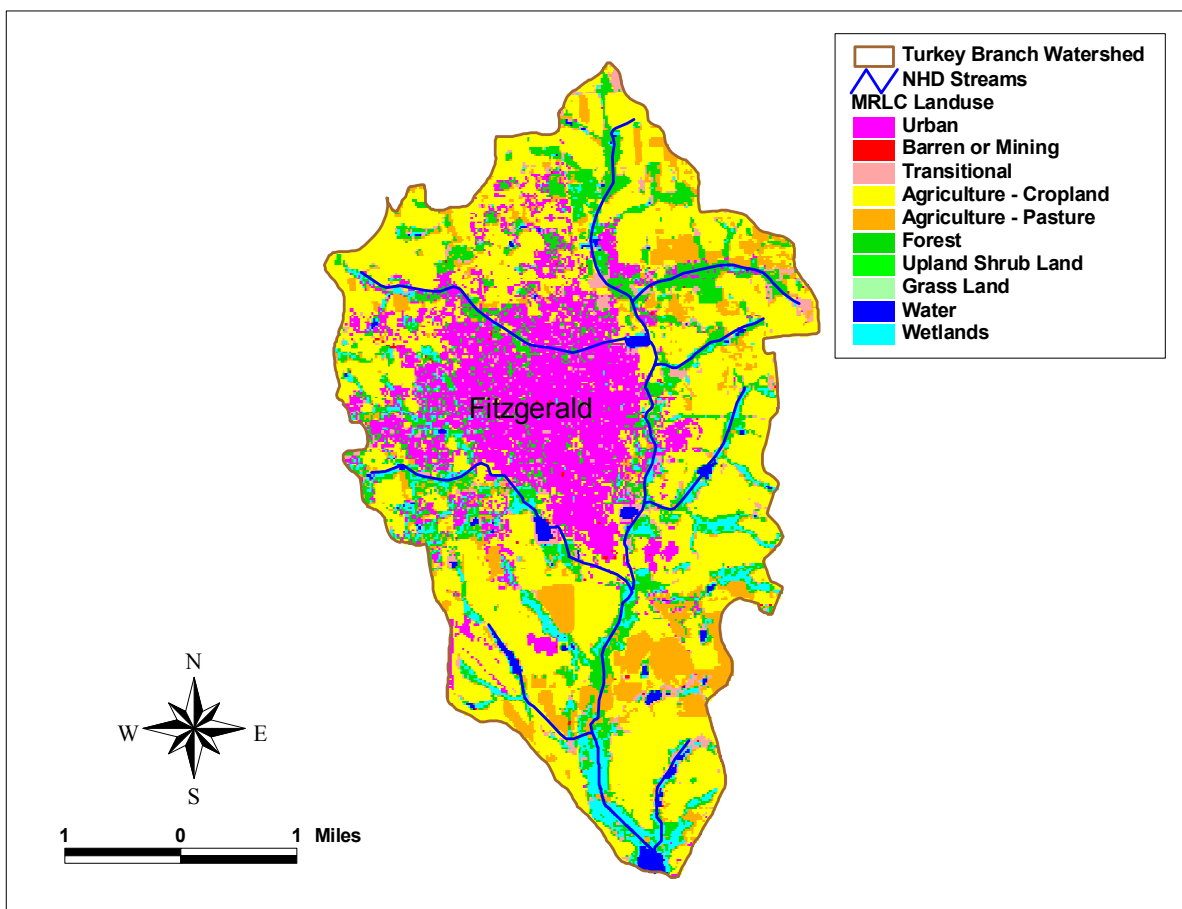 Turkey Branch Watershed
NHD Streams
MRLC Landuse
Urban
Barren or Mining
Transitional
Agriculture - Cropland
Agriculture - Pasture
Forest
Upland Shrub Land
Grass Land
Water
Wetlands
Fitzgerald
N
W E
S
1 0 1 Miles